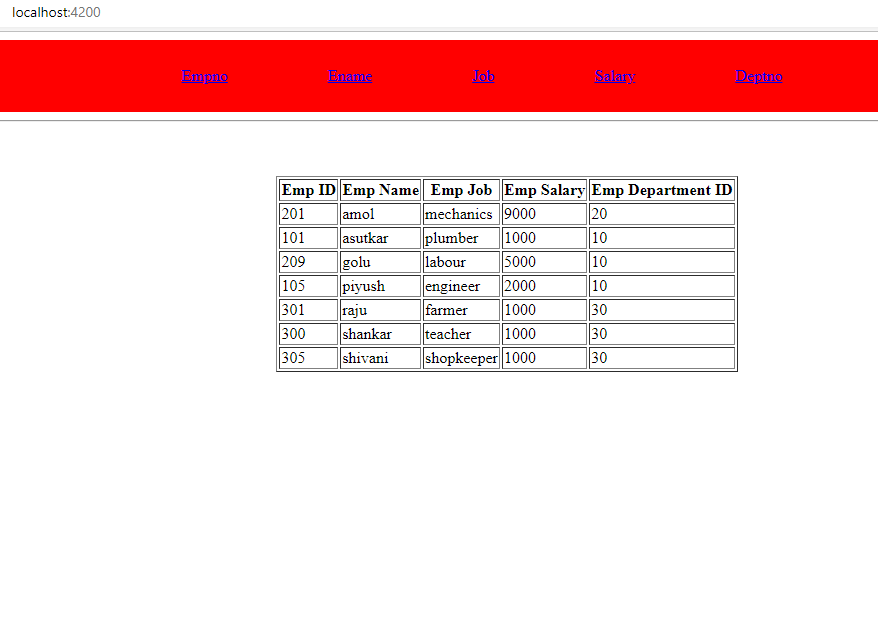 localhost:4200
Empno Ename Job Salary Deptno
Emp ID Emp Name Emp Job Emp Salary Emp Department ID
201 amol mechanics 9000 20
101 asutkar plumber 1000 10
209 golu labour 5000 10
105 piyush engineer 2000 10
301 raju farmer 1000 30
300 shankar teacher 1000 30
305 shivani shopkeeper 1000 30